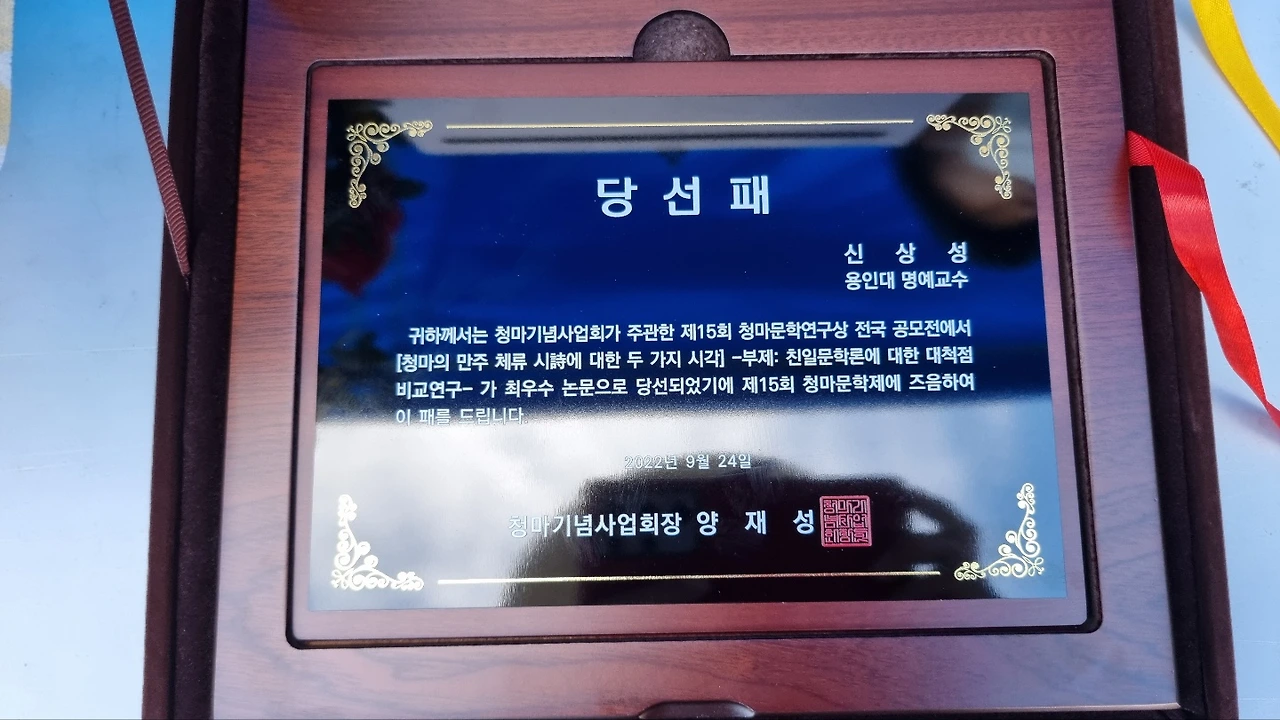 당선패
신 상 성
용인대 명예교수
귀하께서는 청마기념사업회가 주관한 제15회 청마문학연구상 전국 공모전에서
[청마의 만주 체류 시詩에 대한 두 가지 시각] -부제: 친일문학론에 대한 대척점
비교연구- 가 최우수 논문으로 당선되었기에 제15회 청마문학제에 즈음하여
이 패를 드립니다.
2022년 9월 24일
청마기념사업회장 양 재 성